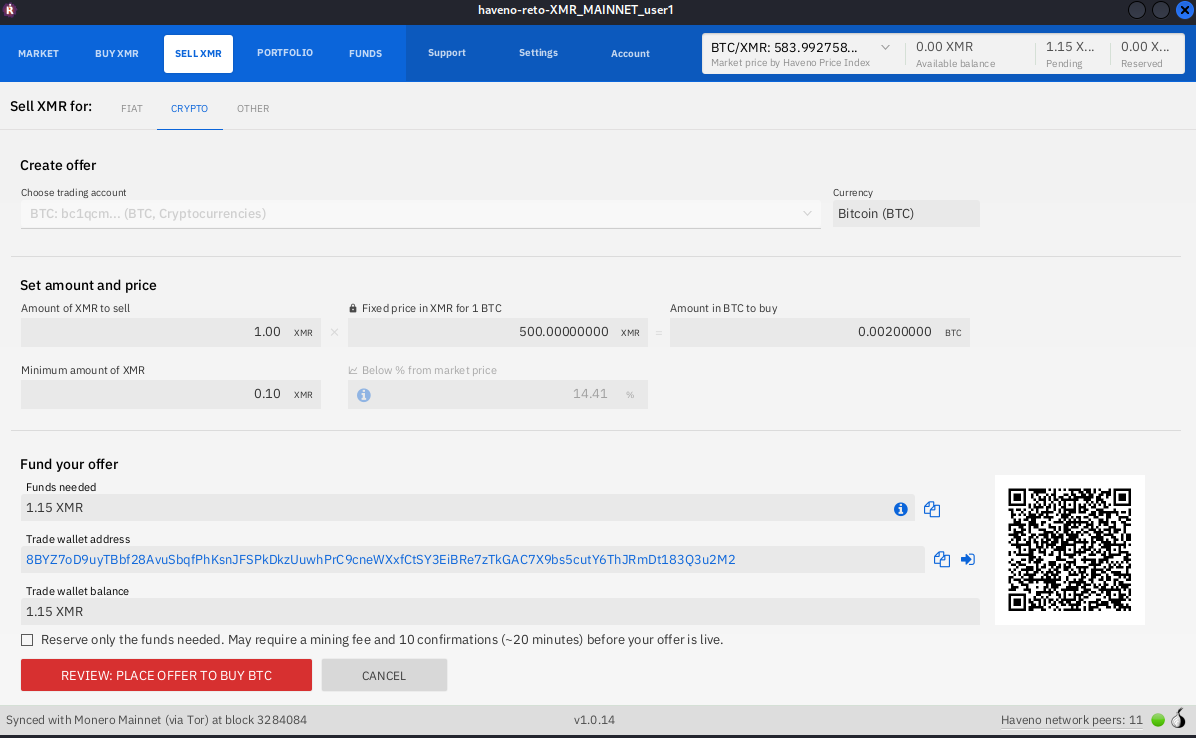 haveno-reto-XMR_MAINNET_user1
MARKET BUY XMR SELL XMR PORTFOLIO FUNDS Support Settings Account
BTC/XMR: 583.992758... 0.00 XMR 1.15 X... 0.00 X...
Market price by Haveno Price Index Available balance Pending Reserved
Sell XMR for: FIAT CRYPTO OTHER
Create offer
Choose trading account Currency
BTC: bc1qcm... (BTC, Cryptocurrencies) Bitcoin (BTC)
Set amount and price
Amount of XMR to sell Fixed price in XMR for 1 BTC Amount in BTC to buy
1.00 XMR × 500.00000000 XMR = 0.00200000 BTC
Minimum amount of XMR Below % from market price
0.10 XMR 14.41 %
Fund your offer
Funds needed
1.15 XMR
Trade wallet address
8BYZ7oD9uyTBbf28AvuSbqfPhKsnJFSPkDkzUuwhPrC9cneWXxfCtSY3EiBRe7zTkGAC7X9bs5cutY6ThJRmDt183Q3u2M2
Trade wallet balance
1.15 XMR
Reserve only the funds needed. May require a mining fee and 10 confirmations (~20 minutes) before your offer is live.
REVIEW: PLACE OFFER TO BUY BTC CANCEL
Synced with Monero Mainnet (via Tor) at block 3284084 v1.0.14 Haveno network peers: 11